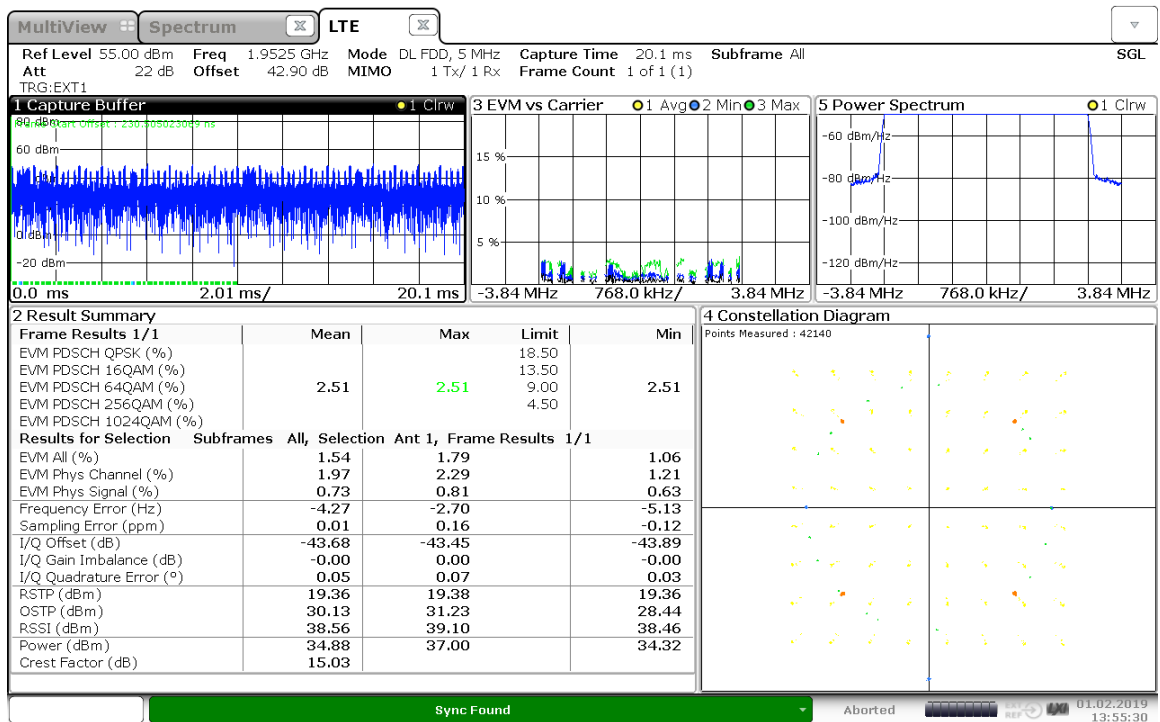 MultiView Spectrum LTE
Ref Level 55.00 dBm Freq 1.9525 GHz Mode DL FDD, 5 MHz Capture Time 20.1 ms Subframe All SGL
Att 22 dB Offset 42.90 dB MIMO 1 Tx/ 1 Rx Frame Count 1 of 1 (1)
TRG:EXT1
1 Capture Buffer 1 Clrw
80 dBm
60 dBm
0 dBm
-20 dBm
0.0 ms 2.01 ms/ 20.1 ms
3 EVM vs Carrier 1 Avg 2 Min 3 Max
15 %
10 %
5 %
-3.84 MHz 768.0 kHz/ 3.84 MHz
5 Power Spectrum 1 Clrw
-60 dBm/Hz
-80 dBm/Hz
-100 dBm/Hz
-120 dBm/Hz
-3.84 MHz 768.0 kHz/ 3.84 MHz
2 Result Summary
Frame Results 1/1 Mean Max Limit Min
EVM PDSCH QPSK (%) 18.50
EVM PDSCH 16QAM (%) 13.50
EVM PDSCH 64QAM (%) 2.51 2.51 9.00 2.51
EVM PDSCH 256QAM (%) 4.50
EVM PDSCH 1024QAM (%)
Results for Selection Subframes All, Selection Ant 1, Frame Results 1/1
EVM All (%) 1.54 1.79 1.06
EVM Phys Channel (%) 1.97 2.29 1.21
EVM Phys Signal (%) 0.73 0.81 0.63
Frequency Error (Hz) -4.27 -2.70 -5.13
Sampling Error (ppm) 0.01 0.16 -0.12
I/Q Offset (dB) -43.68 -43.45 -43.89
I/Q Gain Imbalance (dB) -0.00 0.00 -0.00
I/Q Quadrature Error (°) 0.05 0.07 0.03
RSTP (dBm) 19.36 19.38 19.36
OSTP (dBm) 30.13 31.23 28.44
RSSI (dBm) 38.56 39.10 38.46
Power (dBm) 34.88 37.00 34.32
Crest Factor (dB) 15.03
4 Constellation Diagram
Points Measured : 42140
Sync Found
Aborted
REF
01.02.2019
13:55:30